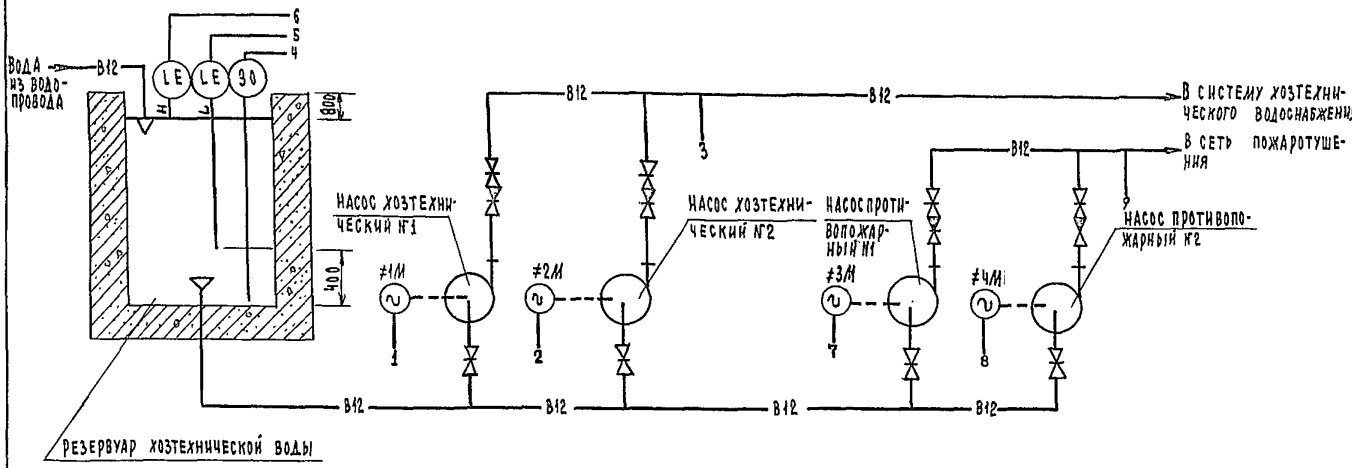 6
5
4
ВОДА
ИЗ ВОДО-
ПРОВОДА
В12
LE
LE
ЭО
H
L
800
400
В12
В12
3
В СИСТЕМУ ХОЗТЕХНИ-
ЧЕСКОГО ВОДОСНАБЖЕНИ
В12
В СЕТЬ ПОЖАРОТУШЕ-
НИЯ
НАСОС ХОЗТЕХНИ-
ЧЕСКИЙ №1
НАСОС ХОЗТЕХНИ-
ЧЕСКИЙ №2
НАСОС ПРОТИ-
ВОПОЖАР-
НЫЙ №1
НАСОС ПРОТИВОПО-
ЖАРНЫЙ №2
≠1М
≠2М
≠3М
≠4М
~
~
~
~
1
2
7
8
В12
В12
В12
В12
РЕЗЕРВУАР ХОЗТЕХНИЧЕСКОЙ ВОДЫ